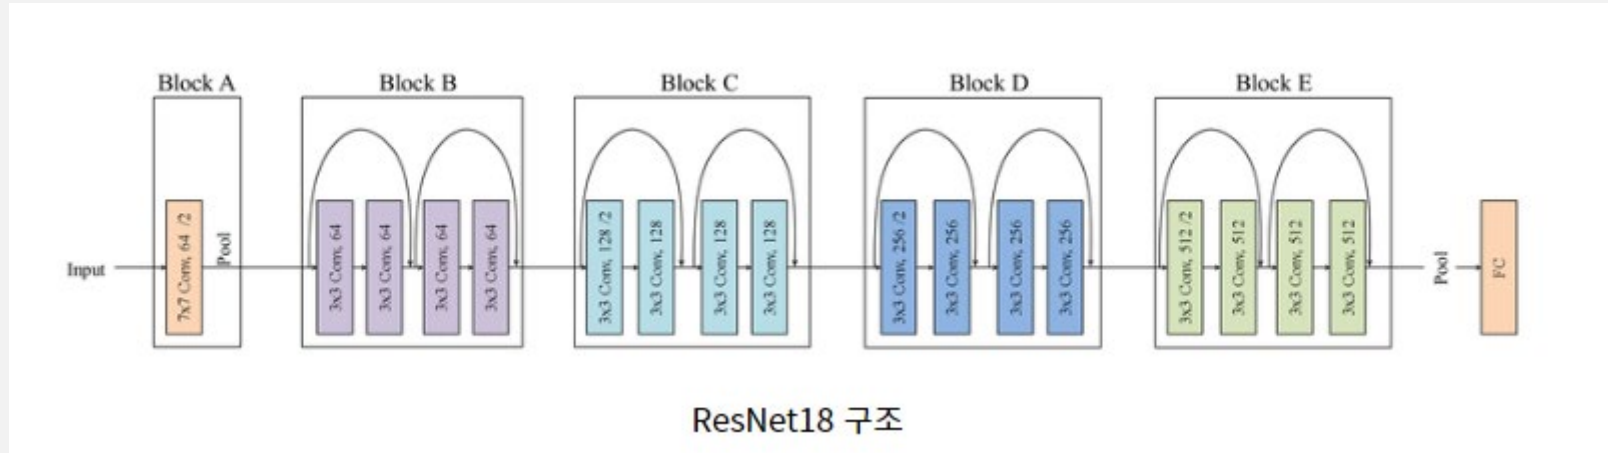 Block A
Block B
Block C
Block D
Block E
Input
7x7 Conv, 64 /2
Pool
3x3 Conv, 64
3x3 Conv, 64
3x3 Conv, 64
3x3 Conv, 64
3x3 Conv, 128 /2
3x3 Conv, 128
3x3 Conv, 128
3x3 Conv, 128
3x3 Conv, 256 /2
3x3 Conv, 256
3x3 Conv, 256
3x3 Conv, 256
3x3 Conv, 512 /2
3x3 Conv, 512
3x3 Conv, 512
3x3 Conv, 512
Pool
FC
ResNet18 구조